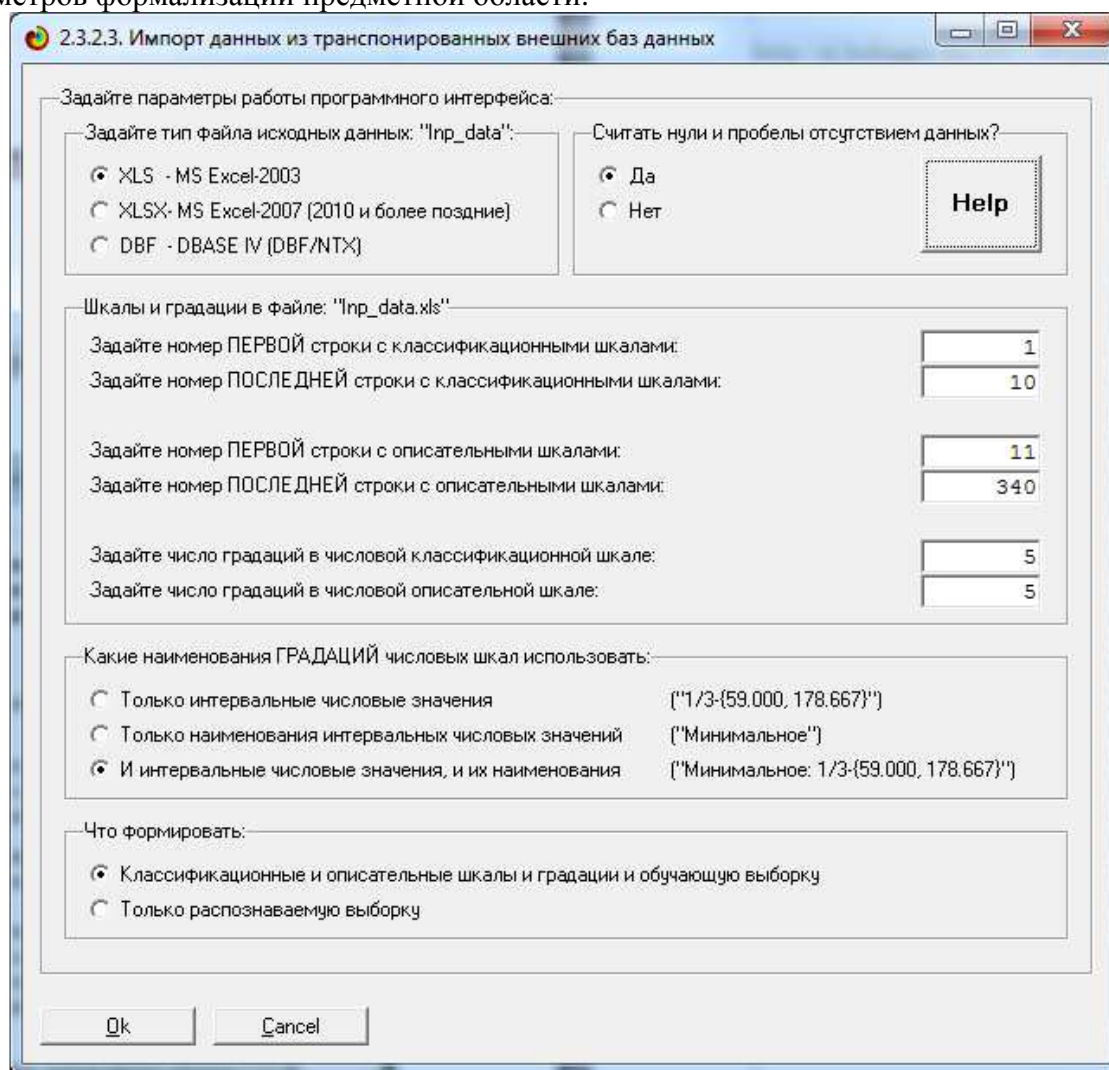 метров формализации предметной области.
2.3.2.3. Импорт данных из транспонированных внешних баз данных
Задайте параметры работы программного интерфейса:
Задайте тип файла исходных данных: "Inp_data":
XLS - MS Excel-2003
XLSX- MS Excel-2007 (2010 и более поздние)
DBF - DBASE IV (DBF/NTX)
Считать нули и пробелы отсутствием данных?
Да
Нет
Help
Шкалы и градации в файле: "Inp_data.xls"
Задайте номер ПЕРВОЙ строки с классификационными шкалами: 1
Задайте номер ПОСЛЕДНЕЙ строки с классификационными шкалами: 10
Задайте номер ПЕРВОЙ строки с описательными шкалами: 11
Задайте номер ПОСЛЕДНЕЙ строки с описательными шкалами: 340
Задайте число градаций в числовой классификационной шкале: 5
Задайте число градаций в числовой описательной шкале: 5
Какие наименования ГРАДАЦИЙ числовых шкал использовать:
Только интервальные числовые значения ("1/3-{59.000, 178.667}")
Только наименования интервальных числовых значений ("Минимальное")
И интервальные числовые значения, и их наименования ("Минимальное: 1/3-{59.000, 178.667}")
Что формировать:
Классификационные и описательные шкалы и градации и обучающую выборку
Только распознаваемую выборку
Ok
Cancel